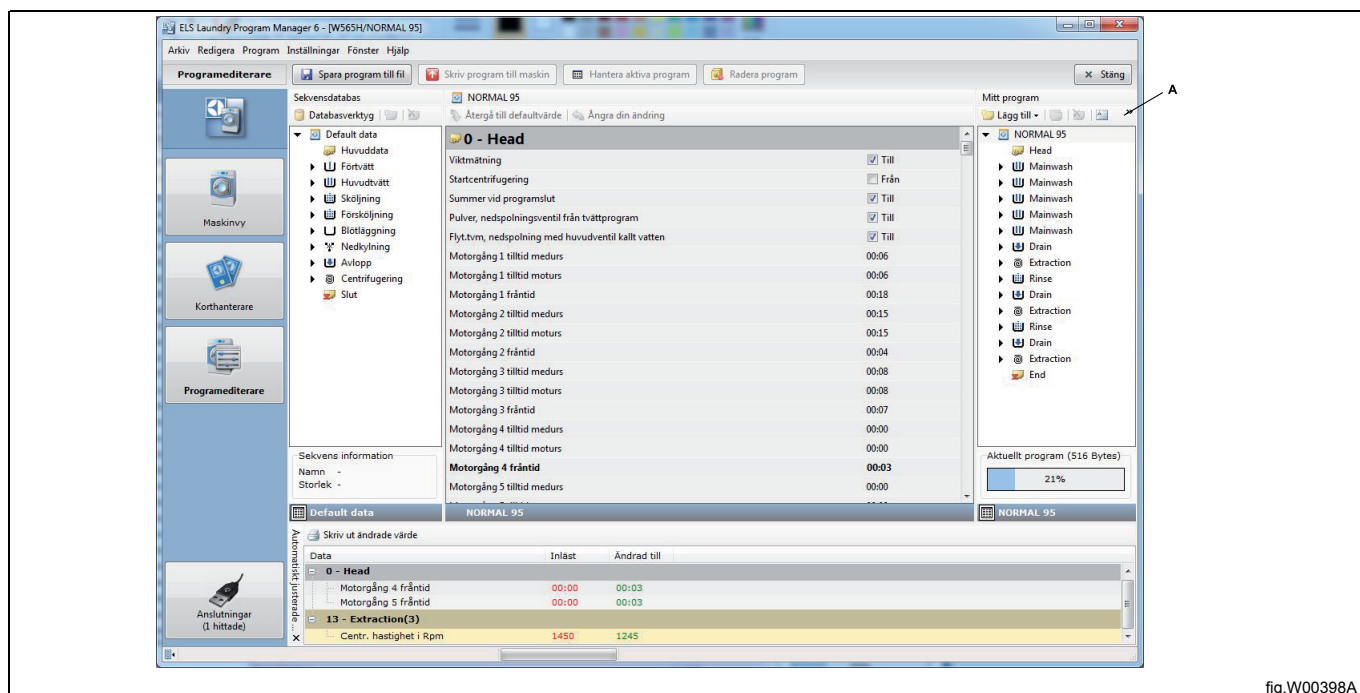 ELS Laundry Program Manager 6 - [W565H/NORMAL 95]
Arkiv Redigera Program Inställningar Fönster Hjälp
Programediterare
Spara program till fil
Skriv program till maskin
Hantera aktiva program
Radera program
Stäng
Maskinvy
Korthanterare
Programediterare
Anslutningar
(1 hittade)
Sekvensdatabas
Databasverktyg
Default data
Huvuddata
Förtvätt
Huvudtvätt
Sköljning
Försköljning
Blötläggning
Nedkylning
Avlopp
Centrifugering
Slut
Sekvens information
Namn -
Storlek -
Default data
NORMAL 95
Återgå till defaultvärde
Ångra din ändring
0 - Head
Viktmätning Till
Startcentrifugering Från
Summer vid programslut Till
Pulver, nedspolningsventil från tvättprogram Till
Flyt.tvm, nedspolning med huvudventil kallt vatten Till
Motorgång 1 tilltid medurs 00:06
Motorgång 1 tilltid moturs 00:06
Motorgång 1 fråntid 00:18
Motorgång 2 tilltid medurs 00:15
Motorgång 2 tilltid moturs 00:15
Motorgång 2 fråntid 00:04
Motorgång 3 tilltid medurs 00:08
Motorgång 3 tilltid moturs 00:08
Motorgång 3 fråntid 00:07
Motorgång 4 tilltid medurs 00:00
Motorgång 4 tilltid moturs 00:00
Motorgång 4 fråntid 00:03
Motorgång 5 tilltid medurs 00:00
NORMAL 95
Mitt program
Lägg till
A
NORMAL 95
Head
Mainwash
Mainwash
Mainwash
Mainwash
Mainwash
Drain
Extraction
Rinse
Drain
Extraction
Rinse
Drain
Extraction
End
Aktuellt program (516 Bytes)
21%
NORMAL 95
Automatiskt justerade ...
Skriv ut ändrade värde
Data Inläst Ändrad till
0 - Head
Motorgång 4 fråntid 00:00 00:03
Motorgång 5 fråntid 00:00 00:03
13 - Extraction(3)
Centr. hastighet i Rpm 1450 1245
fig.W00398A